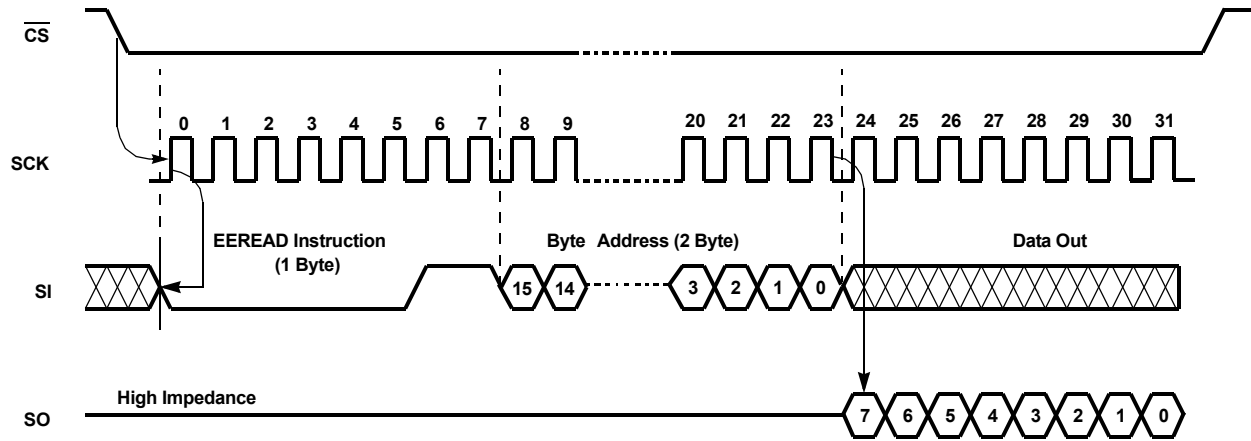 CS
0 1 2 3 4 5 6 7 8 9 20 21 22 23 24 25 26 27 28 29 30 31
SCK
EEREAD Instruction
(1 Byte)
Byte Address (2 Byte)
Data Out
SI
15 14 3 2 1 0
High Impedance
SO
7 6 5 4 3 2 1 0